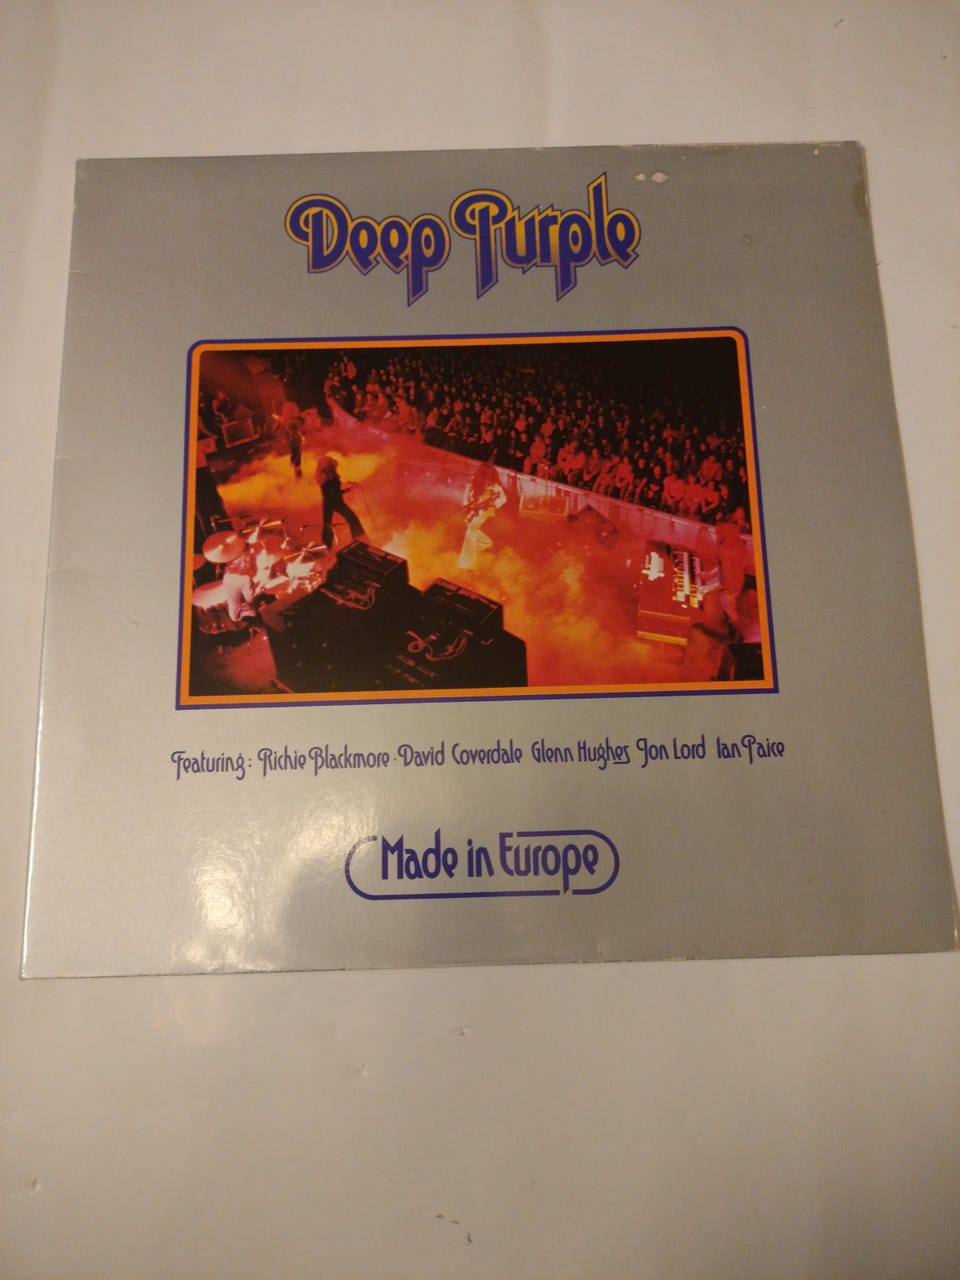 Deep Purple
Featuring: Richie Blackmore · David Coverdale Glenn Hughes Jon Lord Ian Paice
Made in Europe